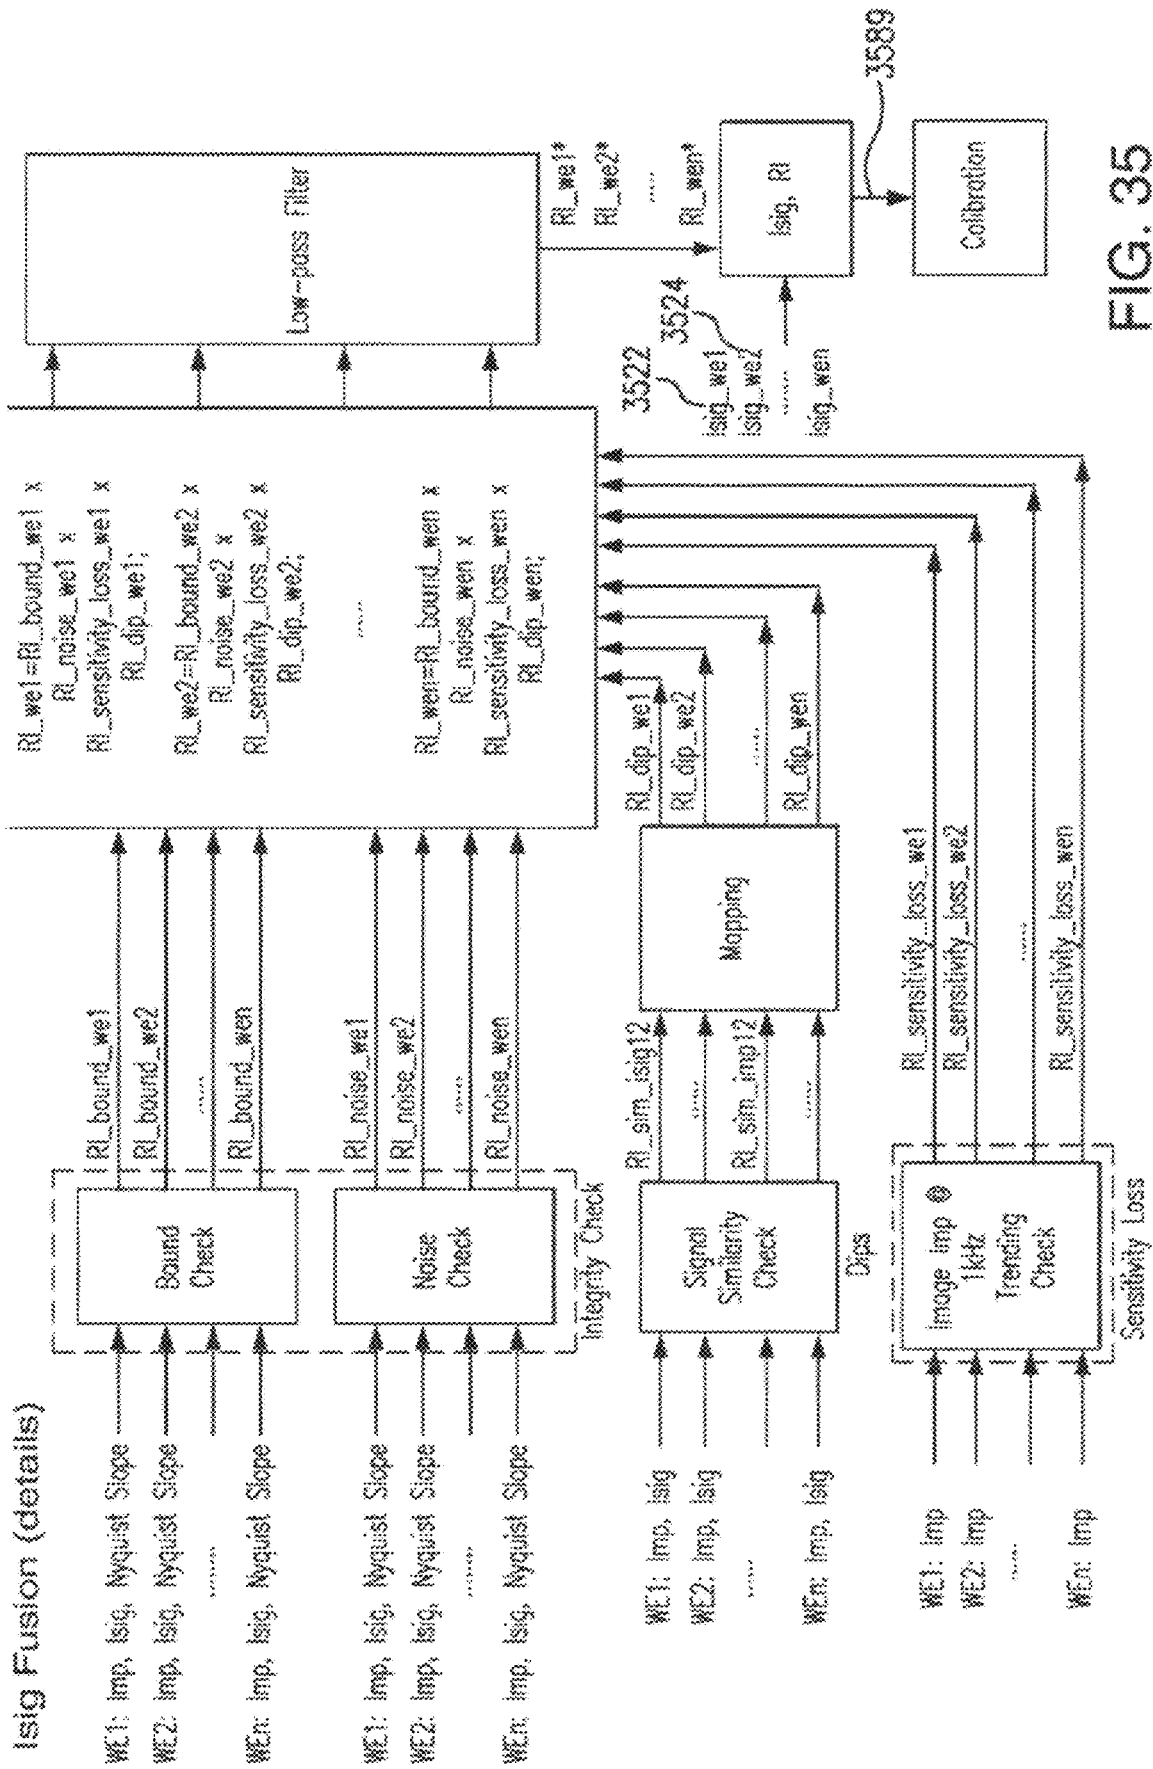 Isig Fusion (details)
WE1: Imp, Isig, Nyquist Slope
WE2: Imp, Isig, Nyquist Slope
......
WEn: Imp, Isig, Nyquist Slope
Bound
Check
RI_bound_we1
RI_bound_we2
.....
RI_bound_wen
WE1: Imp, Isig, Nyquist Slope
WE2: Imp, Isig, Nyquist Slope
......
WEn: Imp, Isig, Nyquist Slope
Noise
Check
Integrity Check
RI_noise_we1
RI_noise_we2
.....
RI_noise_wen
RI_we1=RI_bound_we1 x
RI_noise_we1 x
RI_sensitivity_loss_we1 x
RI_dip_we1;
RI_we2=RI_bound_we2 x
RI_noise_we2 x
RI_sensitivity_loss_we2 x
RI_dip_we2;
......
RI_wen=RI_bound_wen x
RI_noise_wen x
RI_sensitivity_loss_wen x
RI_dip_wen;
Low-pass Filter
RI_we1*
RI_we2*
.....
RI_wen*
WE1: Imp, Isig
WE2: Imp, Isig
......
WEn: Imp, Isig
Signal
Similarity
Check
Dips
RI_sim_isig12
.....
RI_sim_imp12
.....
Mapping
RI_dip_we1
RI_dip_we2
.....
RI_dip_wen
3522
3524
isig_we1
isig_we2
......
isig_wen
Isig, RI
3589
Calibration
WE1: Imp
WE2: Imp
.....
WEn: Imp
Image Imp @
1kHz
Trending
Check
Sensitivity Loss
RI_sensitivity_loss_we1
RI_sensitivity_loss_we2
.....
RI_sensitivity_loss_wen
FIG. 35